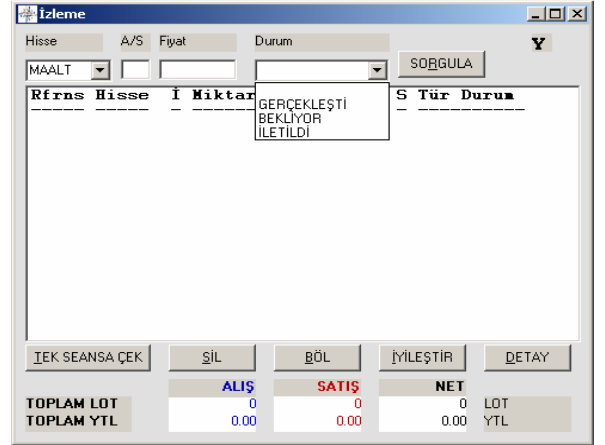 İzleme
Hisse A/S Fiyat Durum Y
MAALT SORGULA
Rfrns Hisse İ Miktar S Tür Durum
GERÇEKLEŞTİ
BEKLİYOR
İLETİLDİ
TEK SEANSA ÇEK SİL BÖL İYİLEŞTİR DETAY
ALIŞ SATIŞ NET
TOPLAM LOT 0 0 0 LOT
TOPLAM YTL 0.00 0.00 0.00 YTL